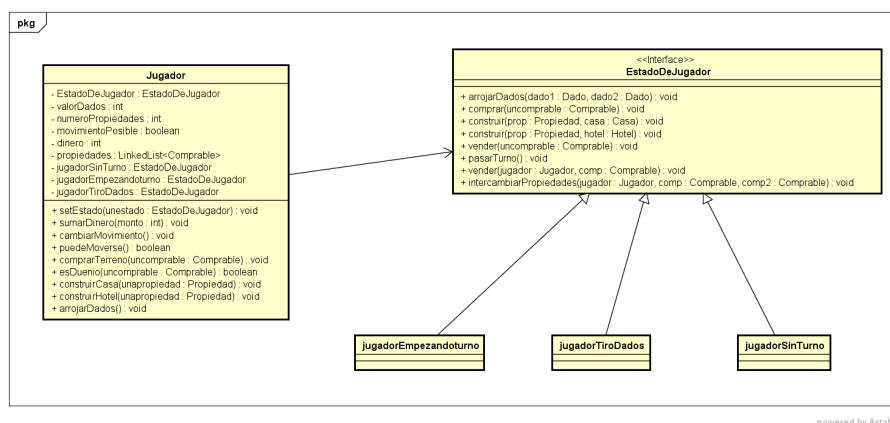 pkg
Jugador
- EstadoDeJugador : EstadoDeJugador
- valorDados : int
- numeroPropiedades : int
- movimientoPosible : boolean
- dinero : int
- propiedades : LinkedList<Comprable>
- jugadorSinTurno : EstadoDeJugador
- jugadorEmpezandoturno : EstadoDeJugador
- jugadorTiroDados : EstadoDeJugador
+ setEstado(unestado : EstadoDeJugador) : void
+ sumarDinero(monto : int) : void
+ cambiarMovimiento() : void
+ puedeMoverse() : boolean
+ comprarTerreno(uncomprable : Comprable) : void
+ esDuenio(uncomprable : Comprable) : boolean
+ construirCasa(unapropiedad : Propiedad) : void
+ construirHotel(unapropiedad : Propiedad) : void
+ arrojarDados() : void
<<Interface>>
EstadoDeJugador
+ arrojarDados(dado1 : Dado, dado2 : Dado) : void
+ comprar(uncomprable : Comprable) : void
+ construir(prop : Propiedad, casa : Casa) : void
+ construir(prop : Propiedad, hotel : Hotel) : void
+ vender(uncomprable : Comprable) : void
+ pasarTurno() : void
+ vender(jugador : Jugador, comp : Comprable) : void
+ intercambiarPropiedades(jugador : Jugador, comp : Comprable, comp2 : Comprable) : void
jugadorEmpezandoturno
jugadorTiroDados
jugadorSinTurno
powered by